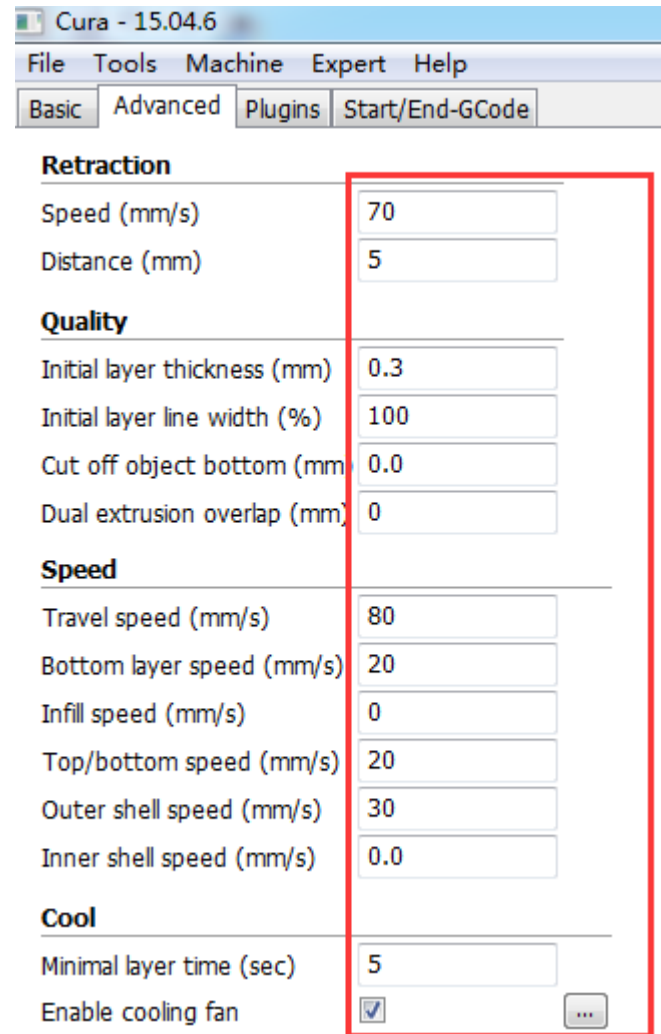 Cura - 15.04.6
File Tools Machine Expert Help
Basic Advanced Plugins Start/End-GCode
Retraction
Speed (mm/s) 70
Distance (mm) 5
Quality
Initial layer thickness (mm) 0.3
Initial layer line width (%) 100
Cut off object bottom (mm) 0.0
Dual extrusion overlap (mm) 0
Speed
Travel speed (mm/s) 80
Bottom layer speed (mm/s) 20
Infill speed (mm/s) 0
Top/bottom speed (mm/s) 20
Outer shell speed (mm/s) 30
Inner shell speed (mm/s) 0.0
Cool
Minimal layer time (sec) 5
Enable cooling fan ...